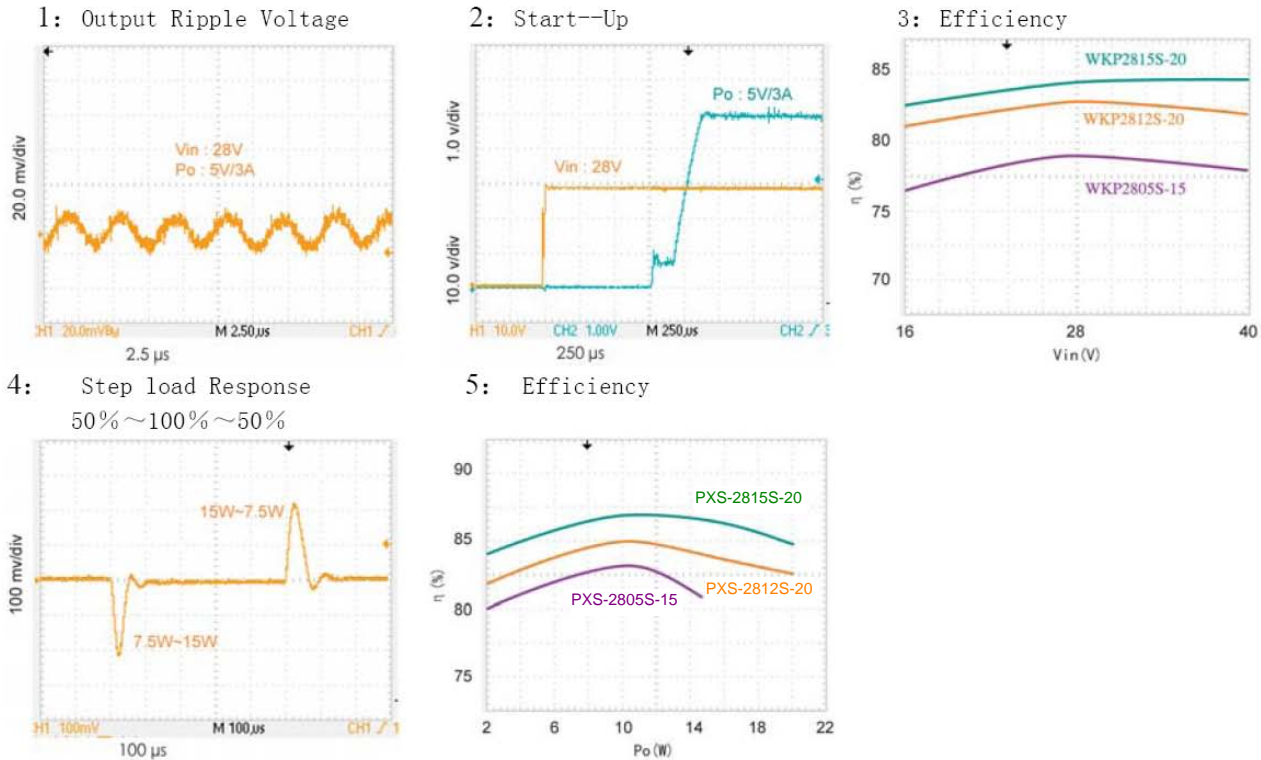 1: Output Ripple Voltage
20.0 mv/div
Vin : 28V
Po : 5V/3A
M 2.50µs
CH1
2.5 µs
2: Start--Up
1.0 v/div
10.0 v/div
Po : 5V/3A
Vin : 28V
H1 10.0V CH2 1.00V M 250µs CH2
250 µs
3: Efficiency
η (%)
85
80
75
70
WKP2815S-20
WKP2812S-20
WKP2805S-15
16 28 40
Vin(V)
4: Step load Response
50%～100%～50%
100 mv/div
15W~7.5W
7.5W~15W
CH1 100mV M 100µs CH1
100 µs
5: Efficiency
η (%)
90
85
80
75
PXS-2815S-20
PXS-2812S-20
PXS-2805S-15
2 6 10 14 18 22
Po(W)